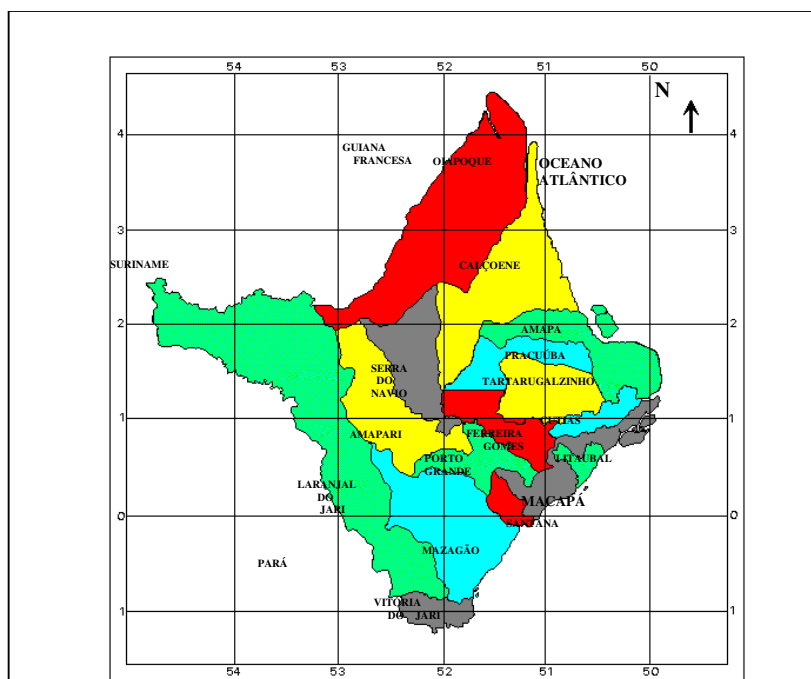 54 53 52 51 50
N
4 4
GUIANA
FRANCESA
OIAPOQUE
OCEANO
ATLÂNTICO
3 3
SURINAME
CALÇOENE
2 2
AMAPÁ
PRACUÚBA
SERRA
DO
NAVIO
TARTARUGALZINHO
1 1
CUTIAS
AMAPARI
FERREIRA
GOMES
PORTO
GRANDE
ITAUBAL
LARANJAL
DO
JARI
MACAPÁ
0 0
SANTANA
MAZAGÃO
PARÁ
VITÓRIA
DO JARI
1 1
54 53 52 51 50